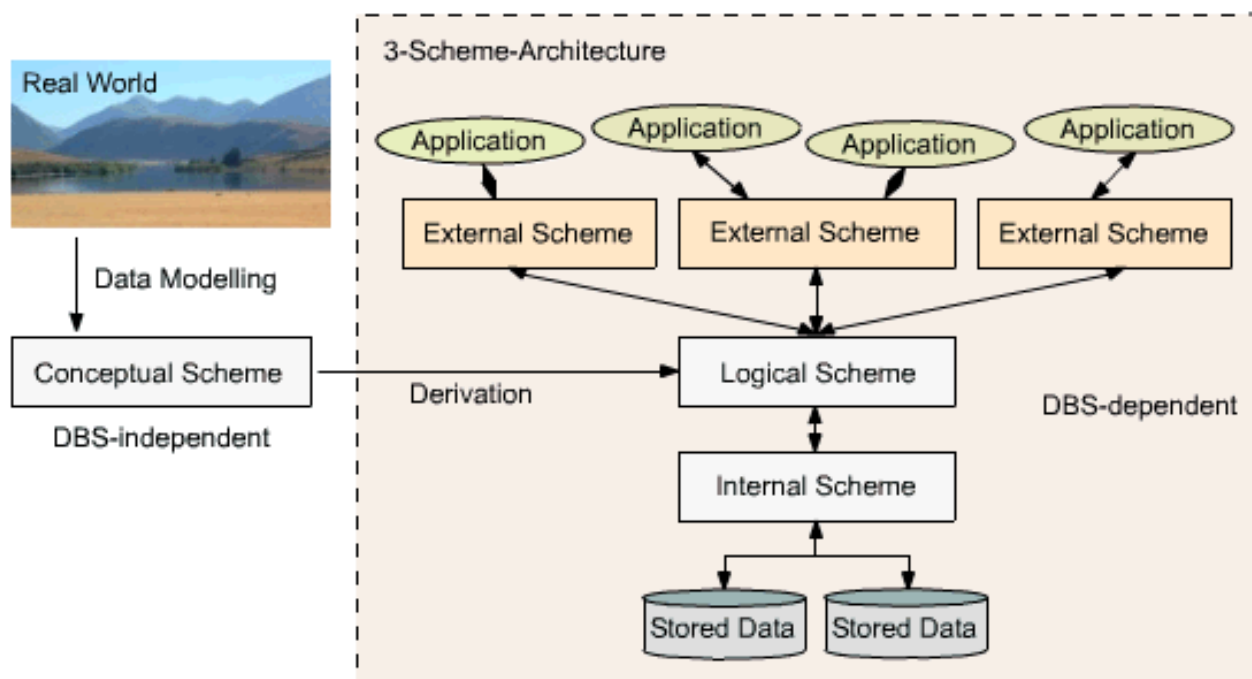 3-Scheme-Architecture
Real World
Application
Application
Application
Application
External Scheme
External Scheme
External Scheme
Data Modelling
Conceptual Scheme
Derivation
Logical Scheme
DBS-independent
DBS-dependent
Internal Scheme
Stored Data
Stored Data